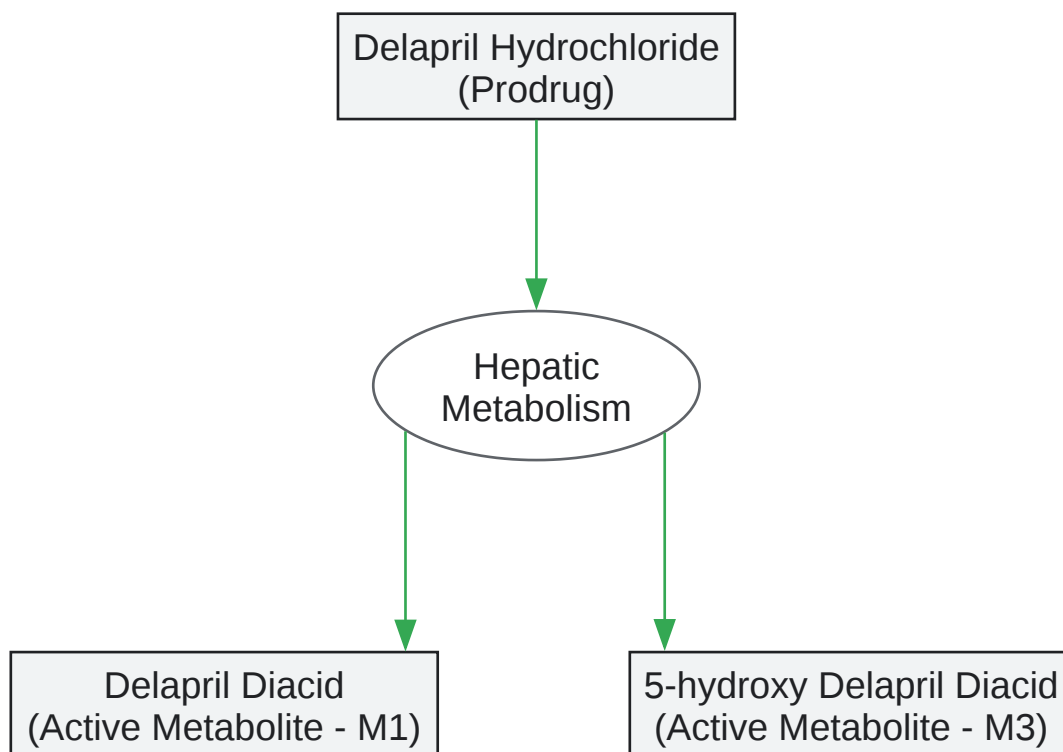 Delapril Hydrochloride
(Prodrug)
Hepatic
Metabolism
Delapril Diacid
(Active Metabolite - M1)
5-hydroxy Delapril Diacid
(Active Metabolite - M3)